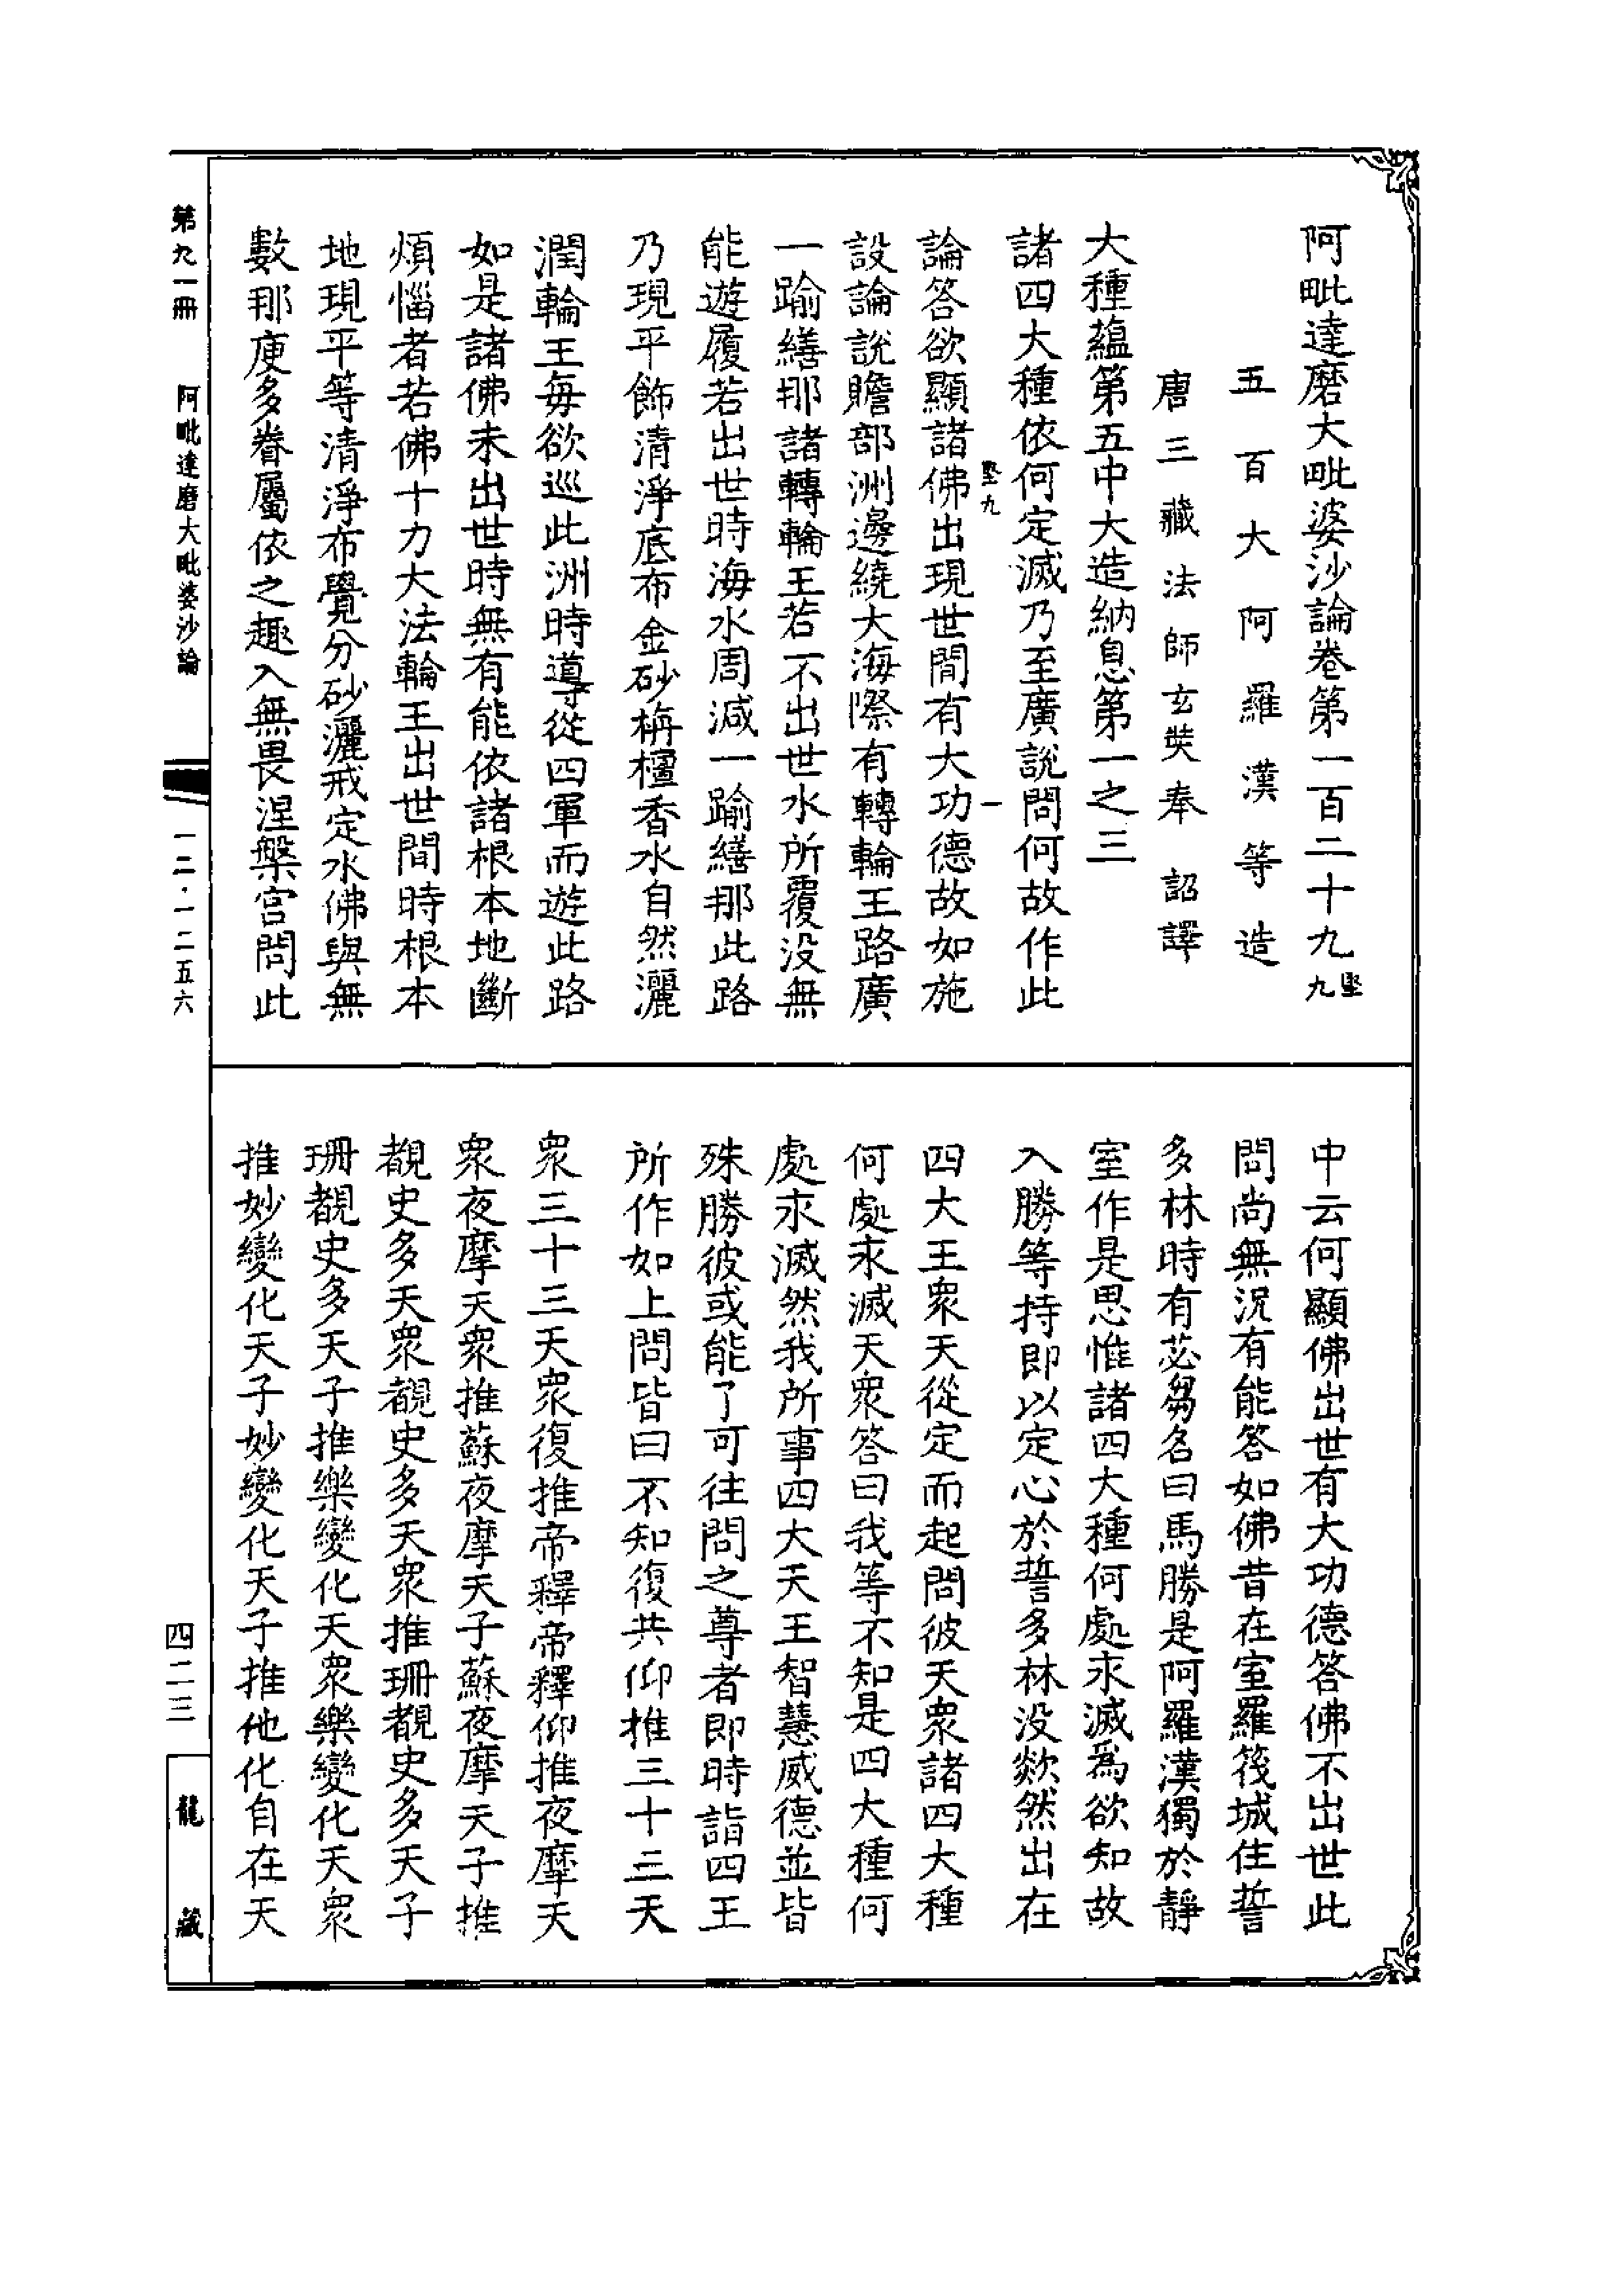 阿毗達磨大毗婆沙論卷第一百二十九 堅九
五百大阿羅漢等造
唐三藏法師玄奘奉 詔譯
大種蘊第五中大造納息第一之三
諸四大種依何定滅乃至廣說問何故作此
堅九 一
論答欲顯諸佛出現世間有大功德故如施
設論說贍部洲邊繞大海際有轉輪王路廣
一踰繕那諸轉輪王若不出世水所覆没無
能遊履若出世時海水周減一踰繕那此路
乃現平飾清淨底布金砂栴檀香水自然灑
潤輪王每欲巡此洲時導從四軍而遊此路
如是諸佛未出世時無有能依諸根本地斷
煩惱者若佛十力大法輪王出世間時根本
地現平等清淨布覺分砂灑戒定水佛與無
數那庾多眷屬依之趣入無畏涅槃宮問此
中云何顯佛出世有大功德答佛不出世此
問尚無況有能答如佛昔在室羅筏城住誓
多林時有苾芻名曰馬勝是阿羅漢獨於靜
室作是思惟諸四大種何處永滅爲欲知故
入勝等持即以定心於誓多林没欻然出在
四大王衆天從定而起問彼天衆諸四大種
何處永滅天衆答曰我等不知是四大種何
處永滅然我所事四大天王智慧威德並皆
殊勝彼或能了可往問之尊者即時詣四王
所作如上問皆曰不知復共仰推三十三天
衆三十三天衆復推帝釋帝釋仰推夜摩天
衆夜摩天衆推蘇夜摩天子蘇夜摩天子推
覩史多天衆覩史多天衆推珊覩史多天子
珊覩史多天子推樂變化天衆樂變化天衆
推妙變化天子妙變化天子推他化自在天
第九一冊 阿毗達磨大毗婆沙論 一二·一二五六
四二三
龍藏